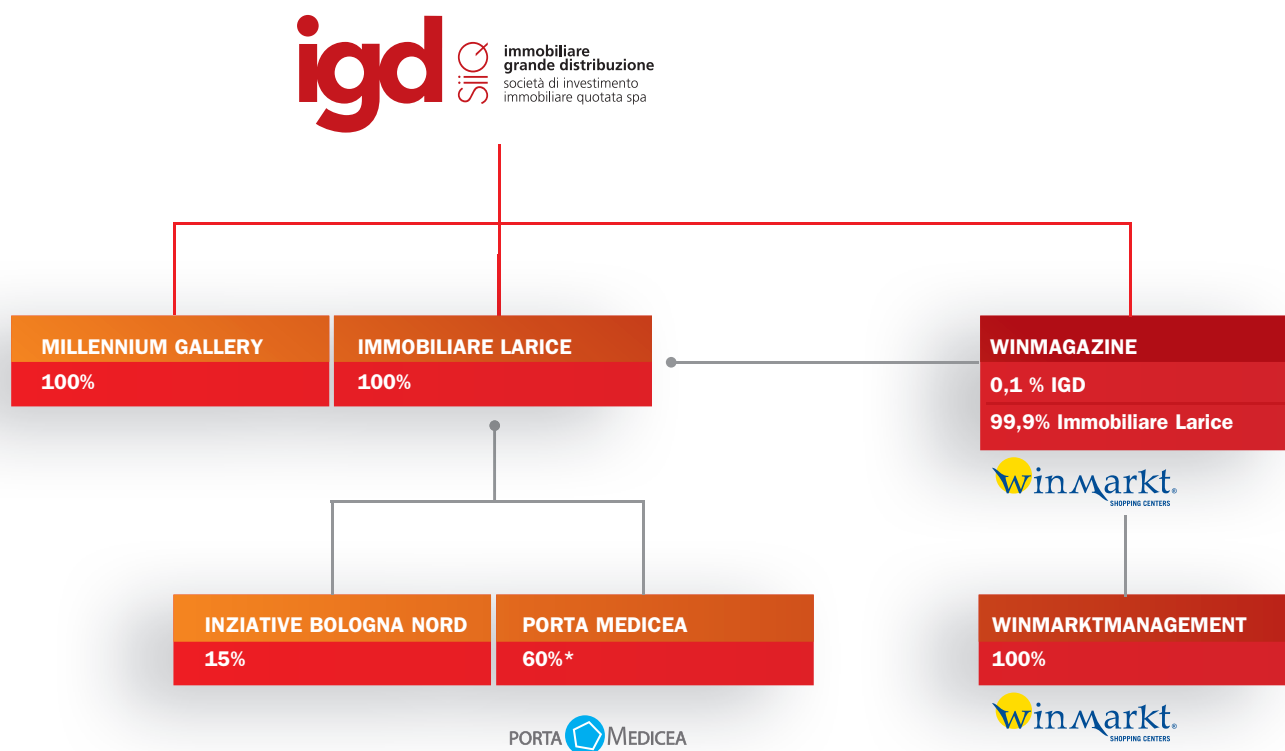 igd SiiQ
immobiliare
grande distribuzione
società di investimento
immobiliare quotata spa
MILLENNIUM GALLERY
100%
IMMOBILIARE LARICE
100%
WINMAGAZINE
0,1 % IGD
99,9% Immobiliare Larice
winmarkt®
SHOPPING CENTERS
INZIATIVE BOLOGNA NORD
15%
PORTA MEDICEA
60%*
WINMARKTMANAGEMENT
100%
PORTA MEDICEA
winmarkt®
SHOPPING CENTERS